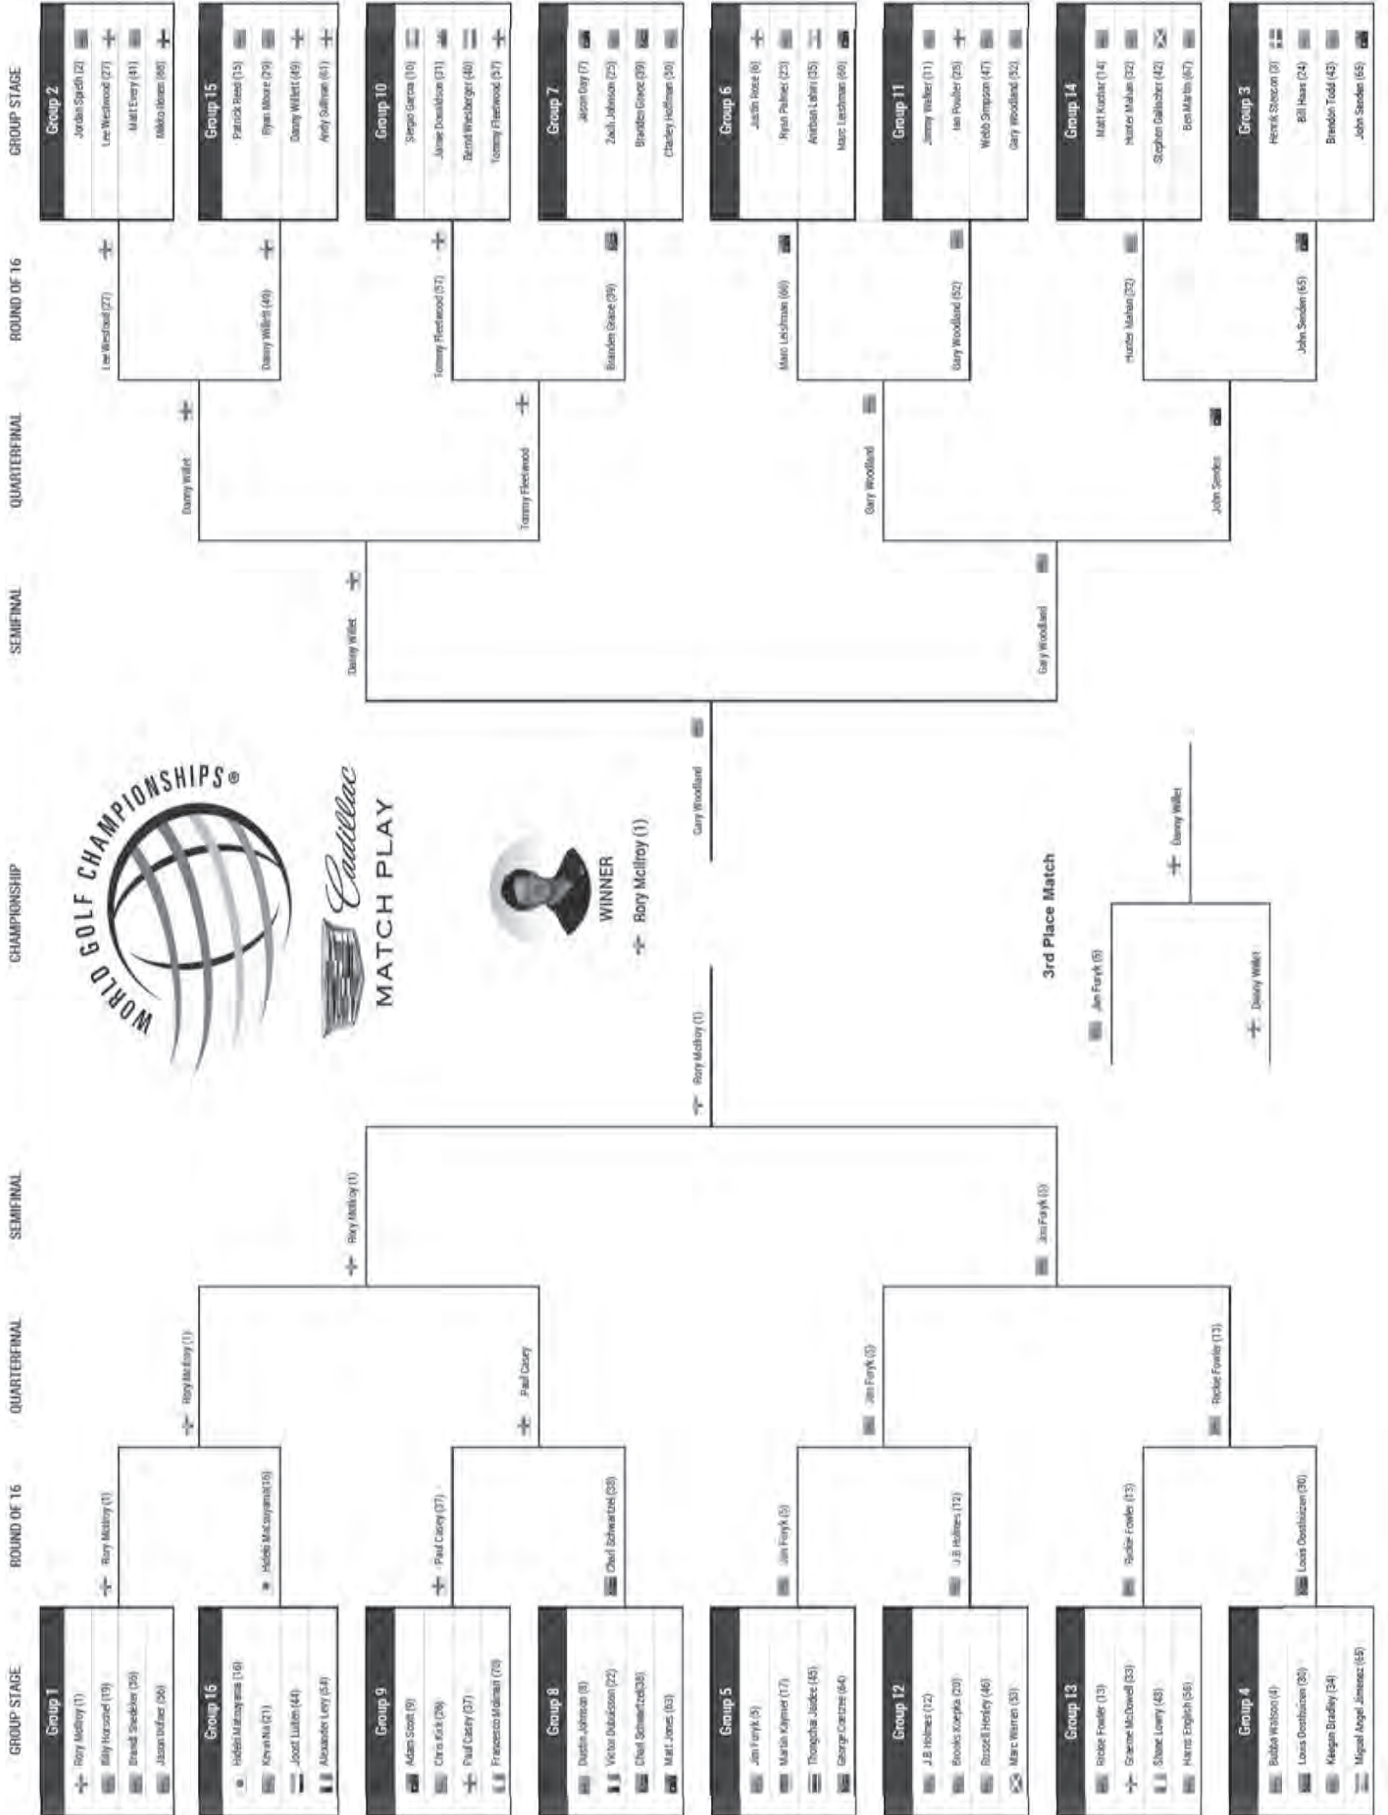 GROUP STAGE
ROUND OF 16
QUARTERFINAL
SEMIFINAL
CHAMPIONSHIP
SEMIFINAL
QUARTERFINAL
ROUND OF 16
GROUP STAGE
Group 1
Rory McIlroy (1)
Billy Horschel (19)
Brandt Snedeker
Jason Dufner (56)
Group 16
Hideki Matsuyama (16)
Kevin Na (21)
Joost Luiten (44)
Alexander Levy (54)
Group 9
Adam Scott (9)
Chris Kirk
Paul Casey (37)
Francesco Molinari (70)
Group 8
Dustin Johnson (8)
Victor Dubuisson (22)
Charl Schwartzel(38)
Matt Jones (63)
Group 5
Jim Furyk (5)
Martin Kaymer (17)
Thongchai Jaidee (45)
George Coetzee (64)
Group 12
J.B Holmes (12)
Brooks Koepka (20)
Russell Henley (46)
Marc Warren (53)
Group 13
Rickie Fowler (13)
Graeme McDowell (33)
Shane Lowry (48)
Harris English
Group 4
Bubba Watson (4)
Louis Oosthuizen (30)
Keegan Bradley (34)
Miguel Angel Jimenez
Rory McIlroy (1)
Hideki Matsuyama(16)
Paul Casey (37)
Charl Schwartzel (38)
Jim Furyk (5)
J.B Holmes (12)
Rickie Fowler (13)
Louis Oosthuizen (30)
Rory McIlroy (1)
Paul Casey
Jim Furyk (5)
Rickie Fowler (13)
Rory McIlroy (1)
Jim Furyk (5)
WORLD GOLF CHAMPIONSHIPS®
Cadillac
MATCH PLAY
WINNER
Rory McIlroy (1)
Rory McIlroy (1)
Gary Woodland
3rd Place Match
Jim Furyk (5)
Danny Willet
Danny Willet
Danny Willet
Gary Woodland
Danny Willet
Tommy Fleetwood
Gary Woodland
John Senden
Lee Westood (27)
Danny Willett (49)
Tommy Fleetwood (57)
Branden Grace (39)
Marc Leishman (60)
Gary Woodland (52)
Hunter Mahan (32)
John Senden (65)
Group 2
Jordan Spieth (2)
Lee Westwood (27)
Matt Every (41)
Mikko Ilonen
Group 15
Patrick Reed (15)
Ryan Moore (29)
Danny Willett (49)
Andy Sullivan (61)
Group 10
Sergio Garcia (10)
Jamie Donaldson (31)
Bernd Wiesberger (40)
Tommy Fleetwood (57)
Group 7
Jason Day (7)
Zach Johnson (25)
Branden Grace (39)
Charley Hoffman
Group 6
Justin Rose (6)
Ryan Palmer (23)
Anirban Lahiri (35)
Marc Leishman (60)
Group 11
Jimmy Walker (11)
Ian Poulter (28)
Webb Simpson (47)
Gary Woodland (52)
Group 14
Matt Kuchar (14)
Hunter Mahan (32)
Stephen Gallacher (42)
Ben Martin (67)
Group 3
Henrik Stenson (3)
Bill Haas (24)
Brendon Todd (43)
John Senden (65)